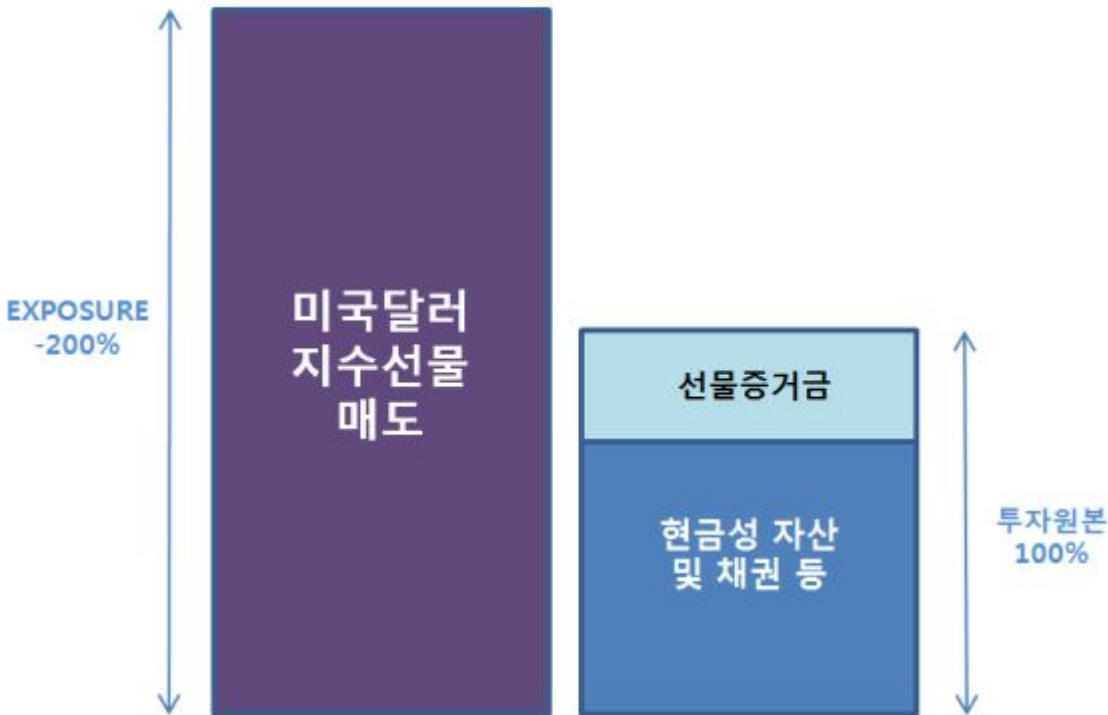 EXPOSURE
-200%
미국달러
지수선물
매도
선물증거금
현금성 자산
및 채권 등
투자원본
100%